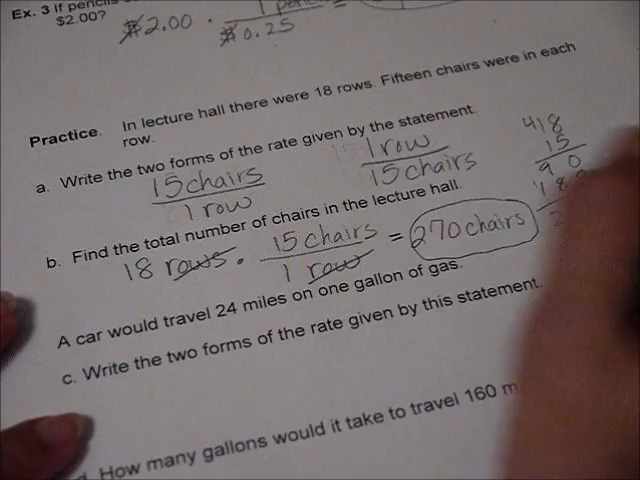 Ex. 3 If pencils
$2.00?
$2.00 · 1 penc
$0.25
Practice. In lecture hall there were 18 rows. Fifteen chairs were in each
row.
a. Write the two forms of the rate given by the statement.
15 chairs
1 row
1 row
15 chairs
418
15
90
18
2
b. Find the total number of chairs in the lecture hall.
18 rows · 15 chairs = 270 chairs
1 row
A car would travel 24 miles on one gallon of gas.
c. Write the two forms of the rate given by this statement.
How many gallons would it take to travel 160 m